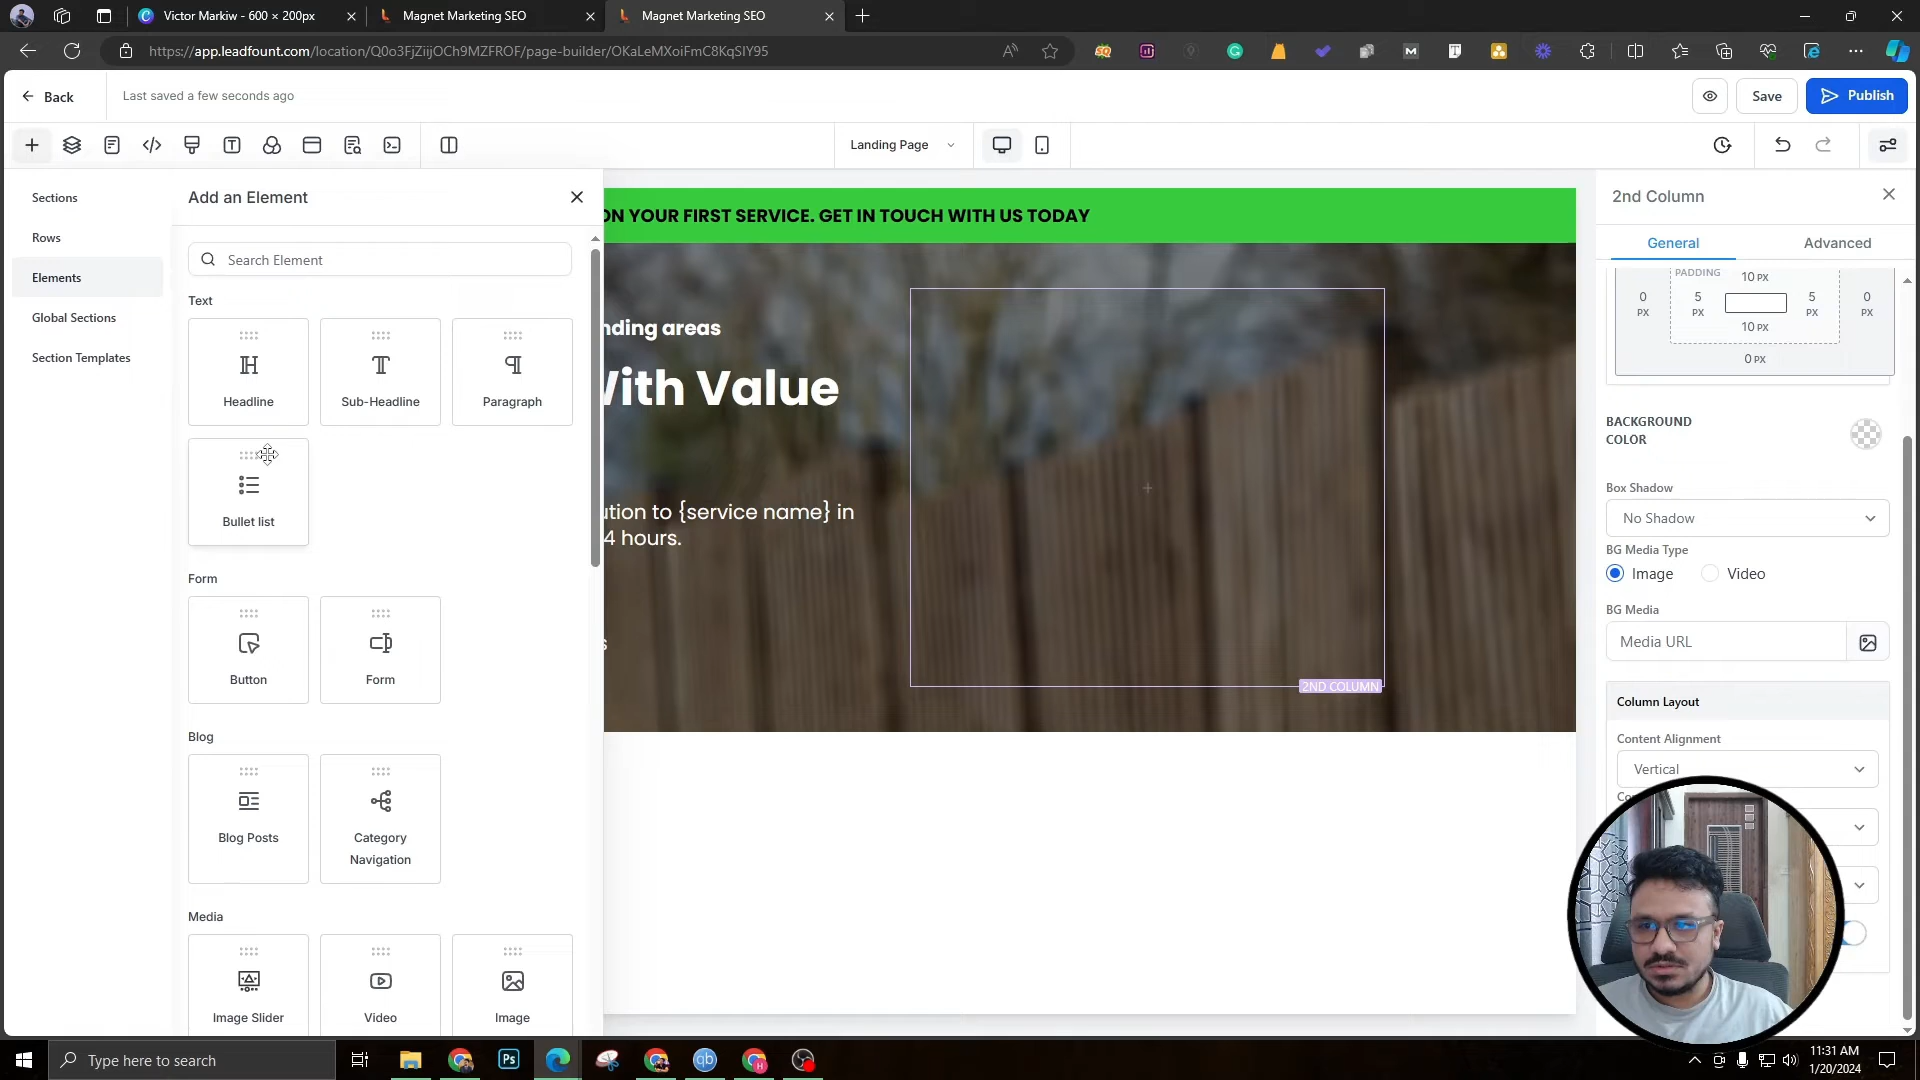 Victor Markiw - 600 × 200px
Magnet Marketing SEO
Magnet Marketing SEO
https://app.leadfount.com/location/Q0o3FjZiijOCh9MZFROF/page-builder/OKaLeMXoiFmC8KqSIY95
Back
Last saved a few seconds ago
Save
Publish
Landing Page
Sections
Rows
Elements
Global Sections
Section Templates
Add an Element
Search Element
Text
Headline
Sub-Headline
Paragraph
Bullet list
Form
Button
Form
Blog
Blog Posts
Category
Navigation
Media
Image Slider
Video
Image
ON YOUR FIRST SERVICE. GET IN TOUCH WITH US TODAY
nding areas
With Value
ution to {service name} in
4 hours.
s
2ND COLUMN
2nd Column
General
Advanced
PADDING
10 PX
0
PX
5
PX
5
PX
0
PX
10 PX
0 PX
BACKGROUND
COLOR
Box Shadow
No Shadow
BG Media Type
Image
Video
BG Media
Media URL
Column Layout
Content Alignment
Vertical
Co
Type here to search
11:31 AM
1/20/2024